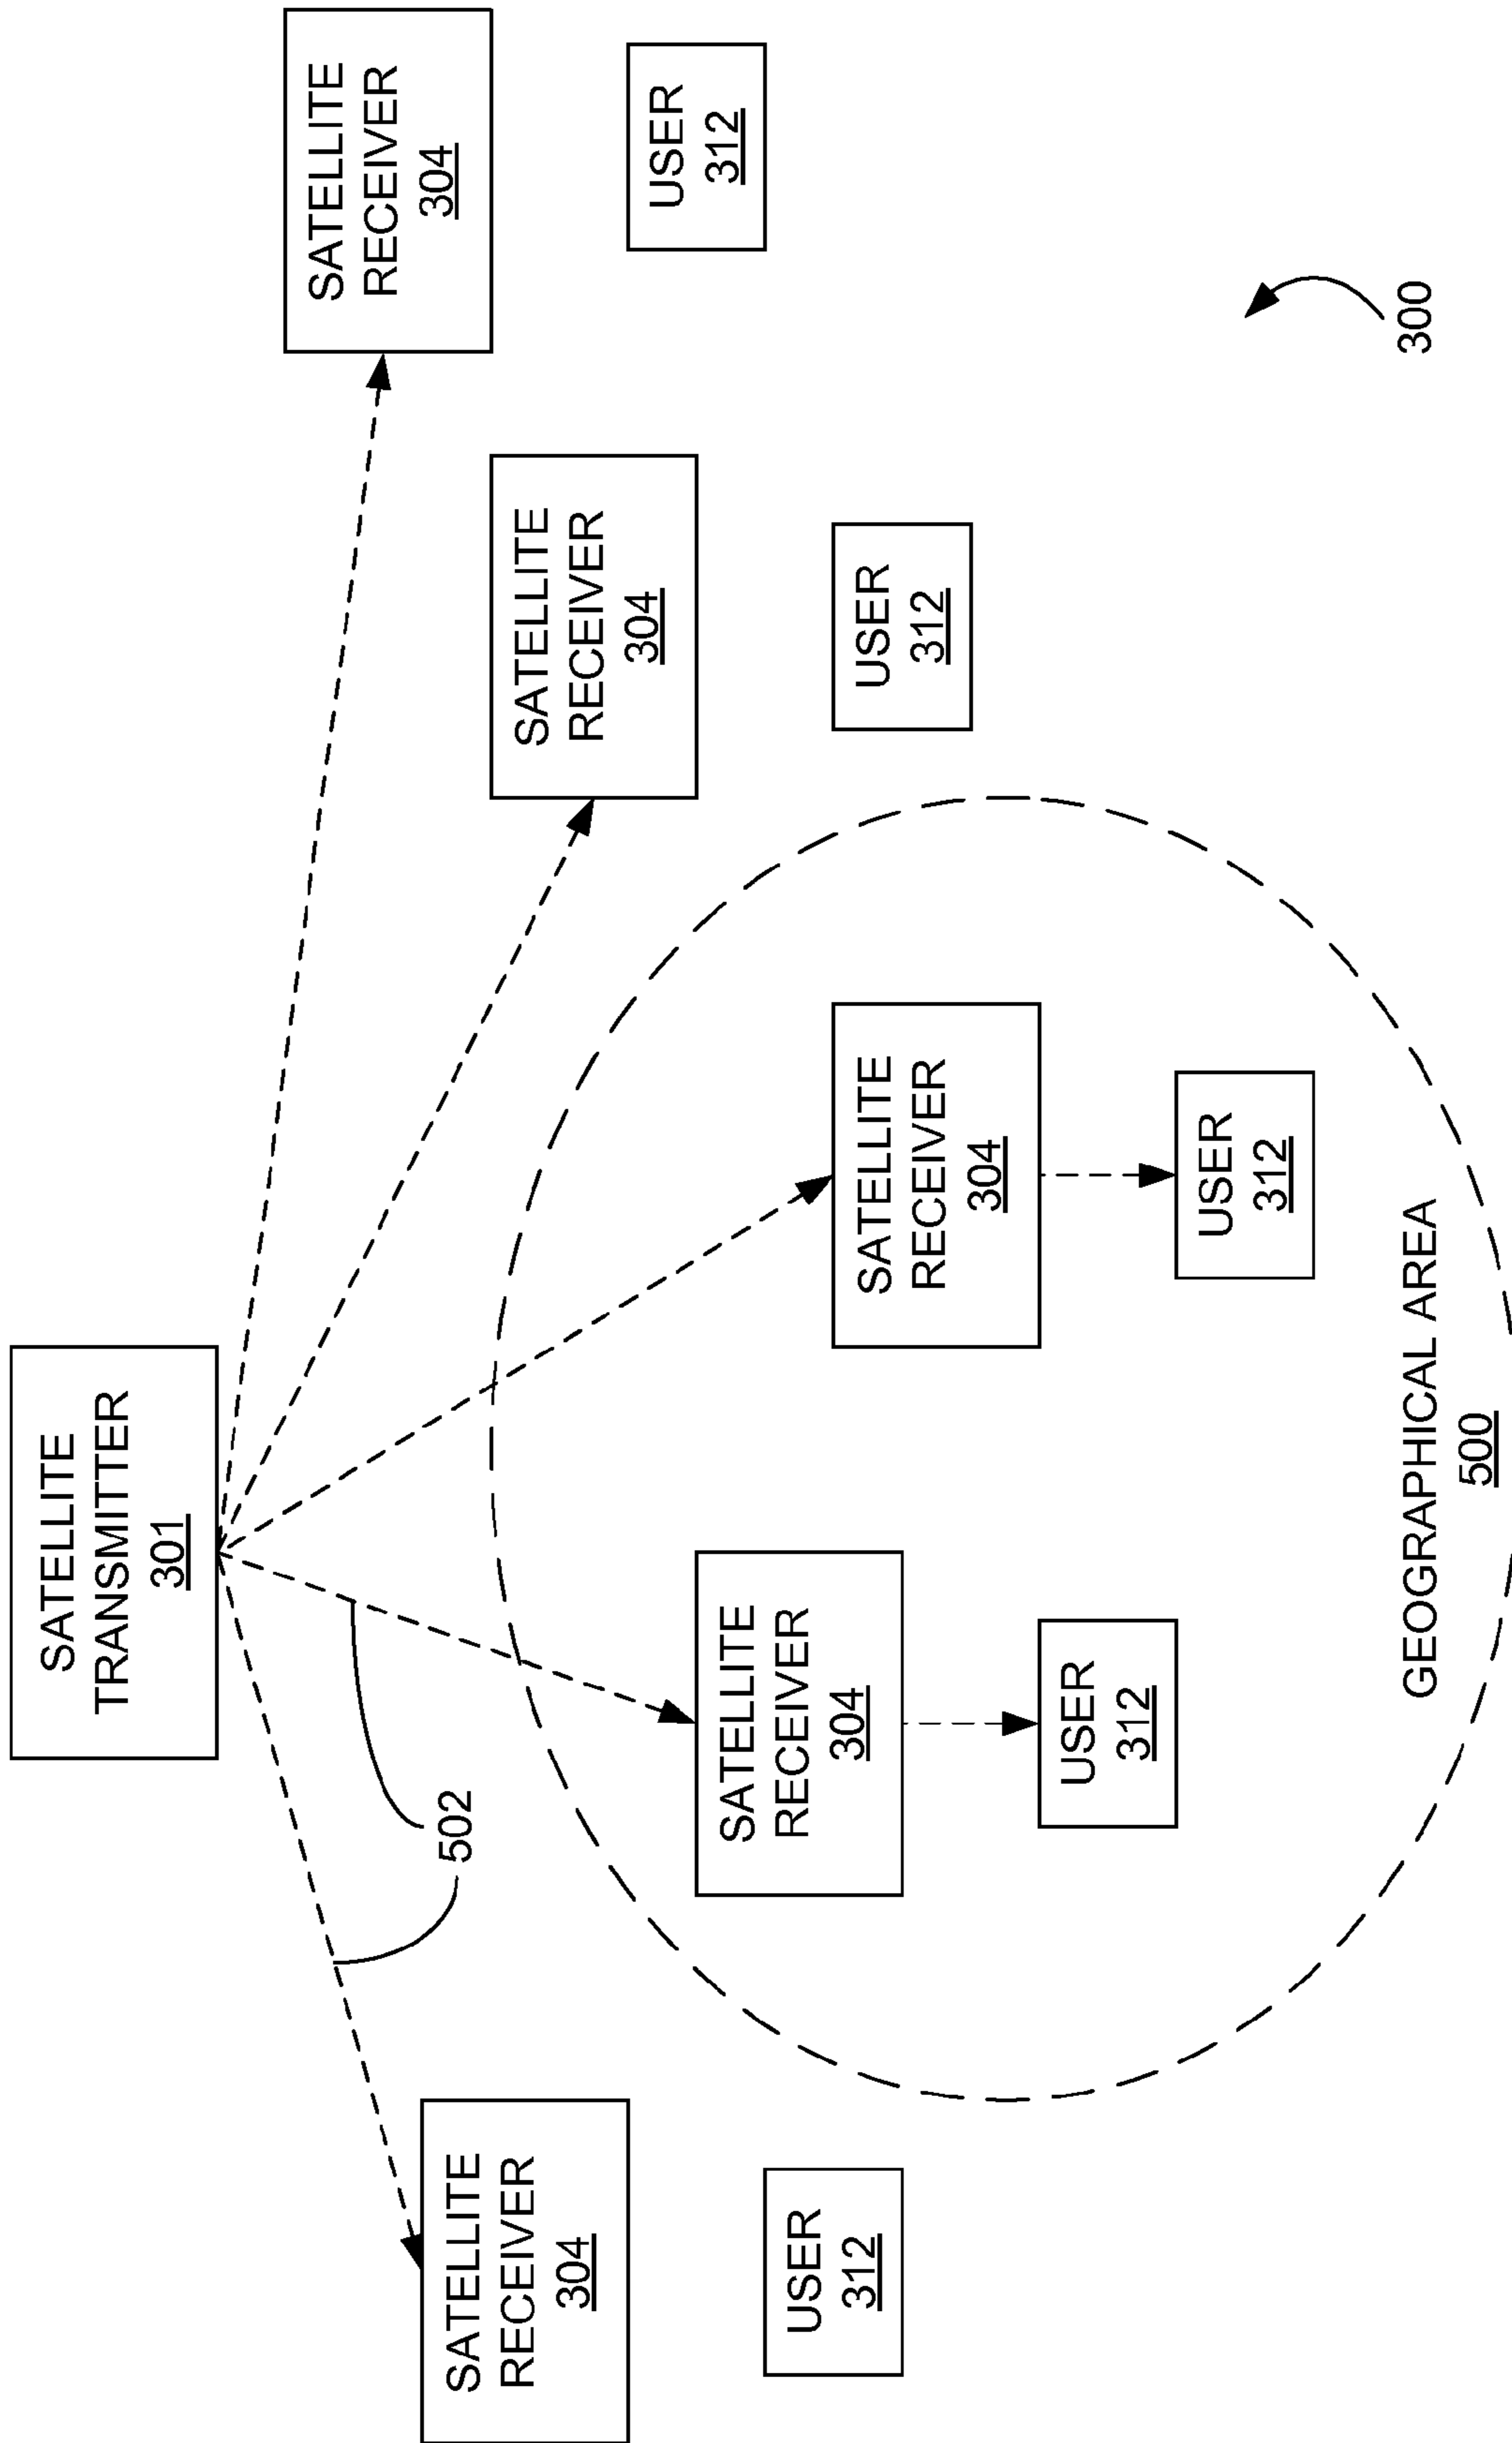 SATELLITE
TRANSMITTER
301
502
SATELLITE
RECEIVER
304
USER
312
SATELLITE
RECEIVER
304
USER
312
SATELLITE
RECEIVER
304
USER
312
SATELLITE
RECEIVER
304
USER
312
SATELLITE
RECEIVER
304
USER
312
GEOGRAPHICAL AREA
500
300